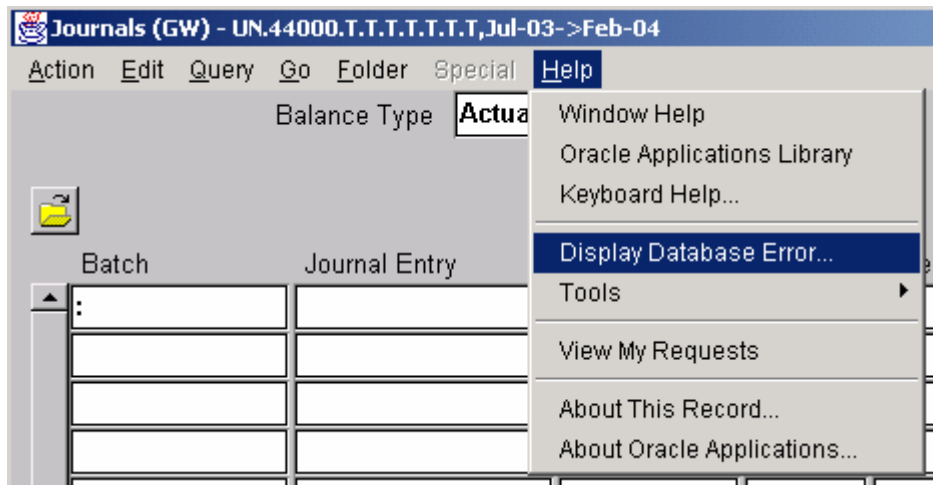 Journals (GW) - UN.44000.T.T.T.T.T.T.T,Jul-03->Feb-04
Action Edit Query Go Folder Special Help
Balance Type Actua
Window Help
Oracle Applications Library
Keyboard Help...
Display Database Error...
Tools
View My Requests
About This Record...
About Oracle Applications...
Batch Journal Entry
: